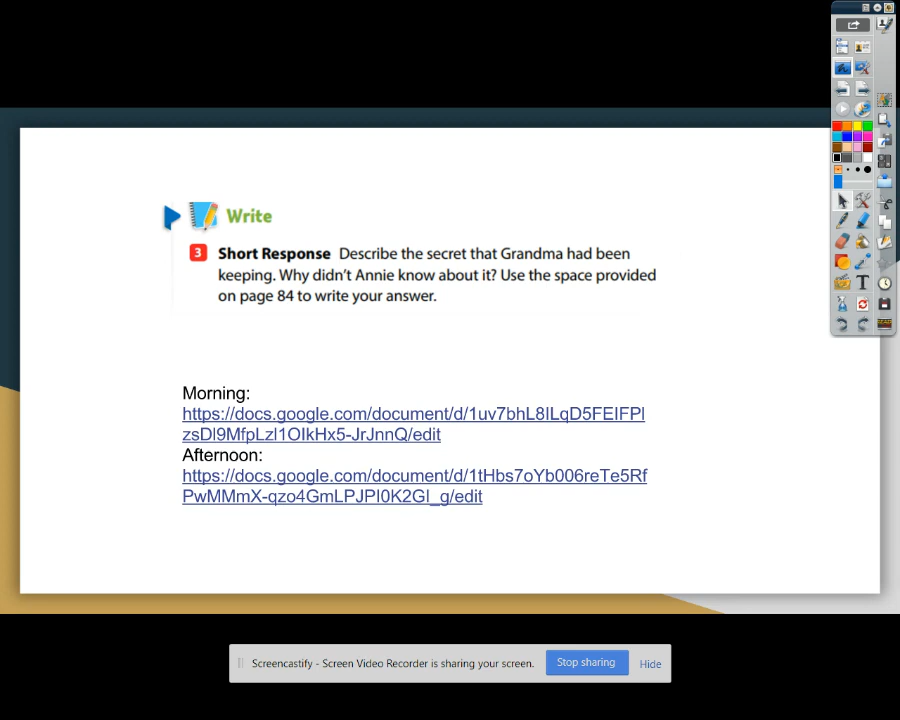 Write
3 Short Response Describe the secret that Grandma had been
keeping. Why didn't Annie know about it? Use the space provided
on page 84 to write your answer.
Morning:
https://docs.google.com/document/d/1uv7bhL8ILqD5FEIFPl
zsDl9MfpLzl1OIkHx5-JrJnnQ/edit
Afternoon:
https://docs.google.com/document/d/1tHbs7oYb006reTe5Rf
PwMMmX-qzo4GmLPJPI0K2Gl_g/edit
Screencastify - Screen Video Recorder is sharing your screen. Stop sharing Hide